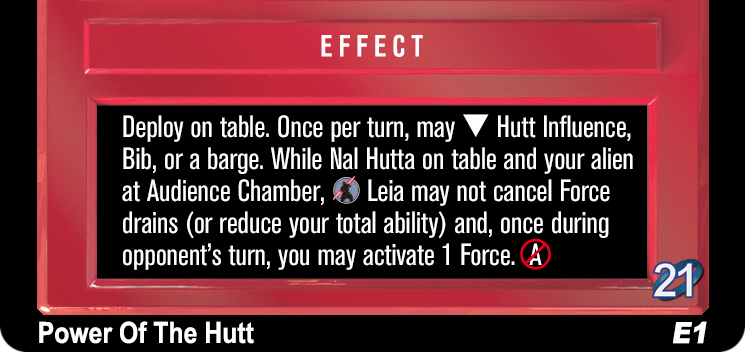 EFFECT
Deploy on table. Once per turn, may ▼ Hutt Influence,
Bib, or a barge. While Nal Hutta on table and your alien
at Audience Chamber, Leia may not cancel Force
drains (or reduce your total ability) and, once during
opponent's turn, you may activate 1 Force. A
21
Power Of The Hutt E1